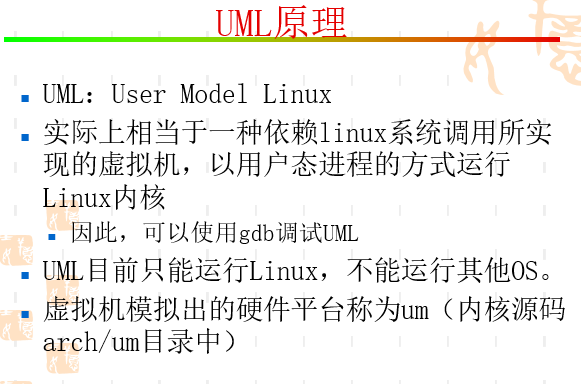 UML原理
UML：User Model Linux
实际上相当于一种依赖linux系统调用所实
现的虚拟机，以用户态进程的方式运行
Linux内核
因此，可以使用gdb调试UML
UML目前只能运行Linux，不能运行其他OS。
虚拟机模拟出的硬件平台称为um（内核源码
arch/um目录中）